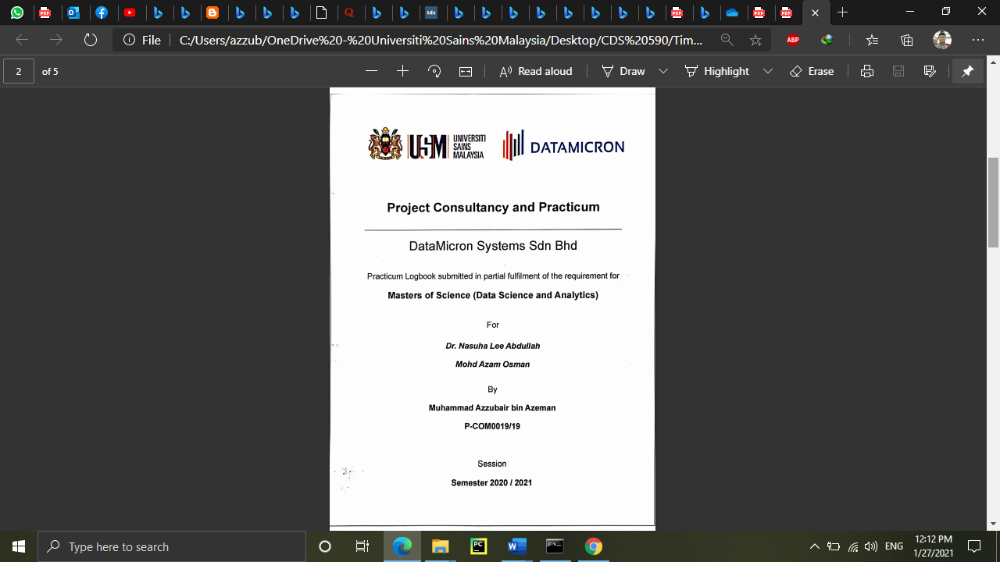 tds
File
C:/Users/azzub/OneDrive%20-%20Universiti%20Sains%20Malaysia/Desktop/CDS%20590/Tim...
ABP
2 of 5
Read aloud Draw Highlight Erase
USM UNIVERSITI SAINS MALAYSIA
DATAMICRON
Project Consultancy and Practicum
DataMicron Systems Sdn Bhd
Practicum Logbook submitted in partial fulfilment of the requirement for
Masters of Science (Data Science and Analytics)
For
Dr. Nasuha Lee Abdullah
Mohd Azam Osman
By
Muhammad Azzubair bin Azeman
P-COM0019/19
Session
Semester 2020 / 2021
Type here to search
ENG
12:12 PM
1/27/2021